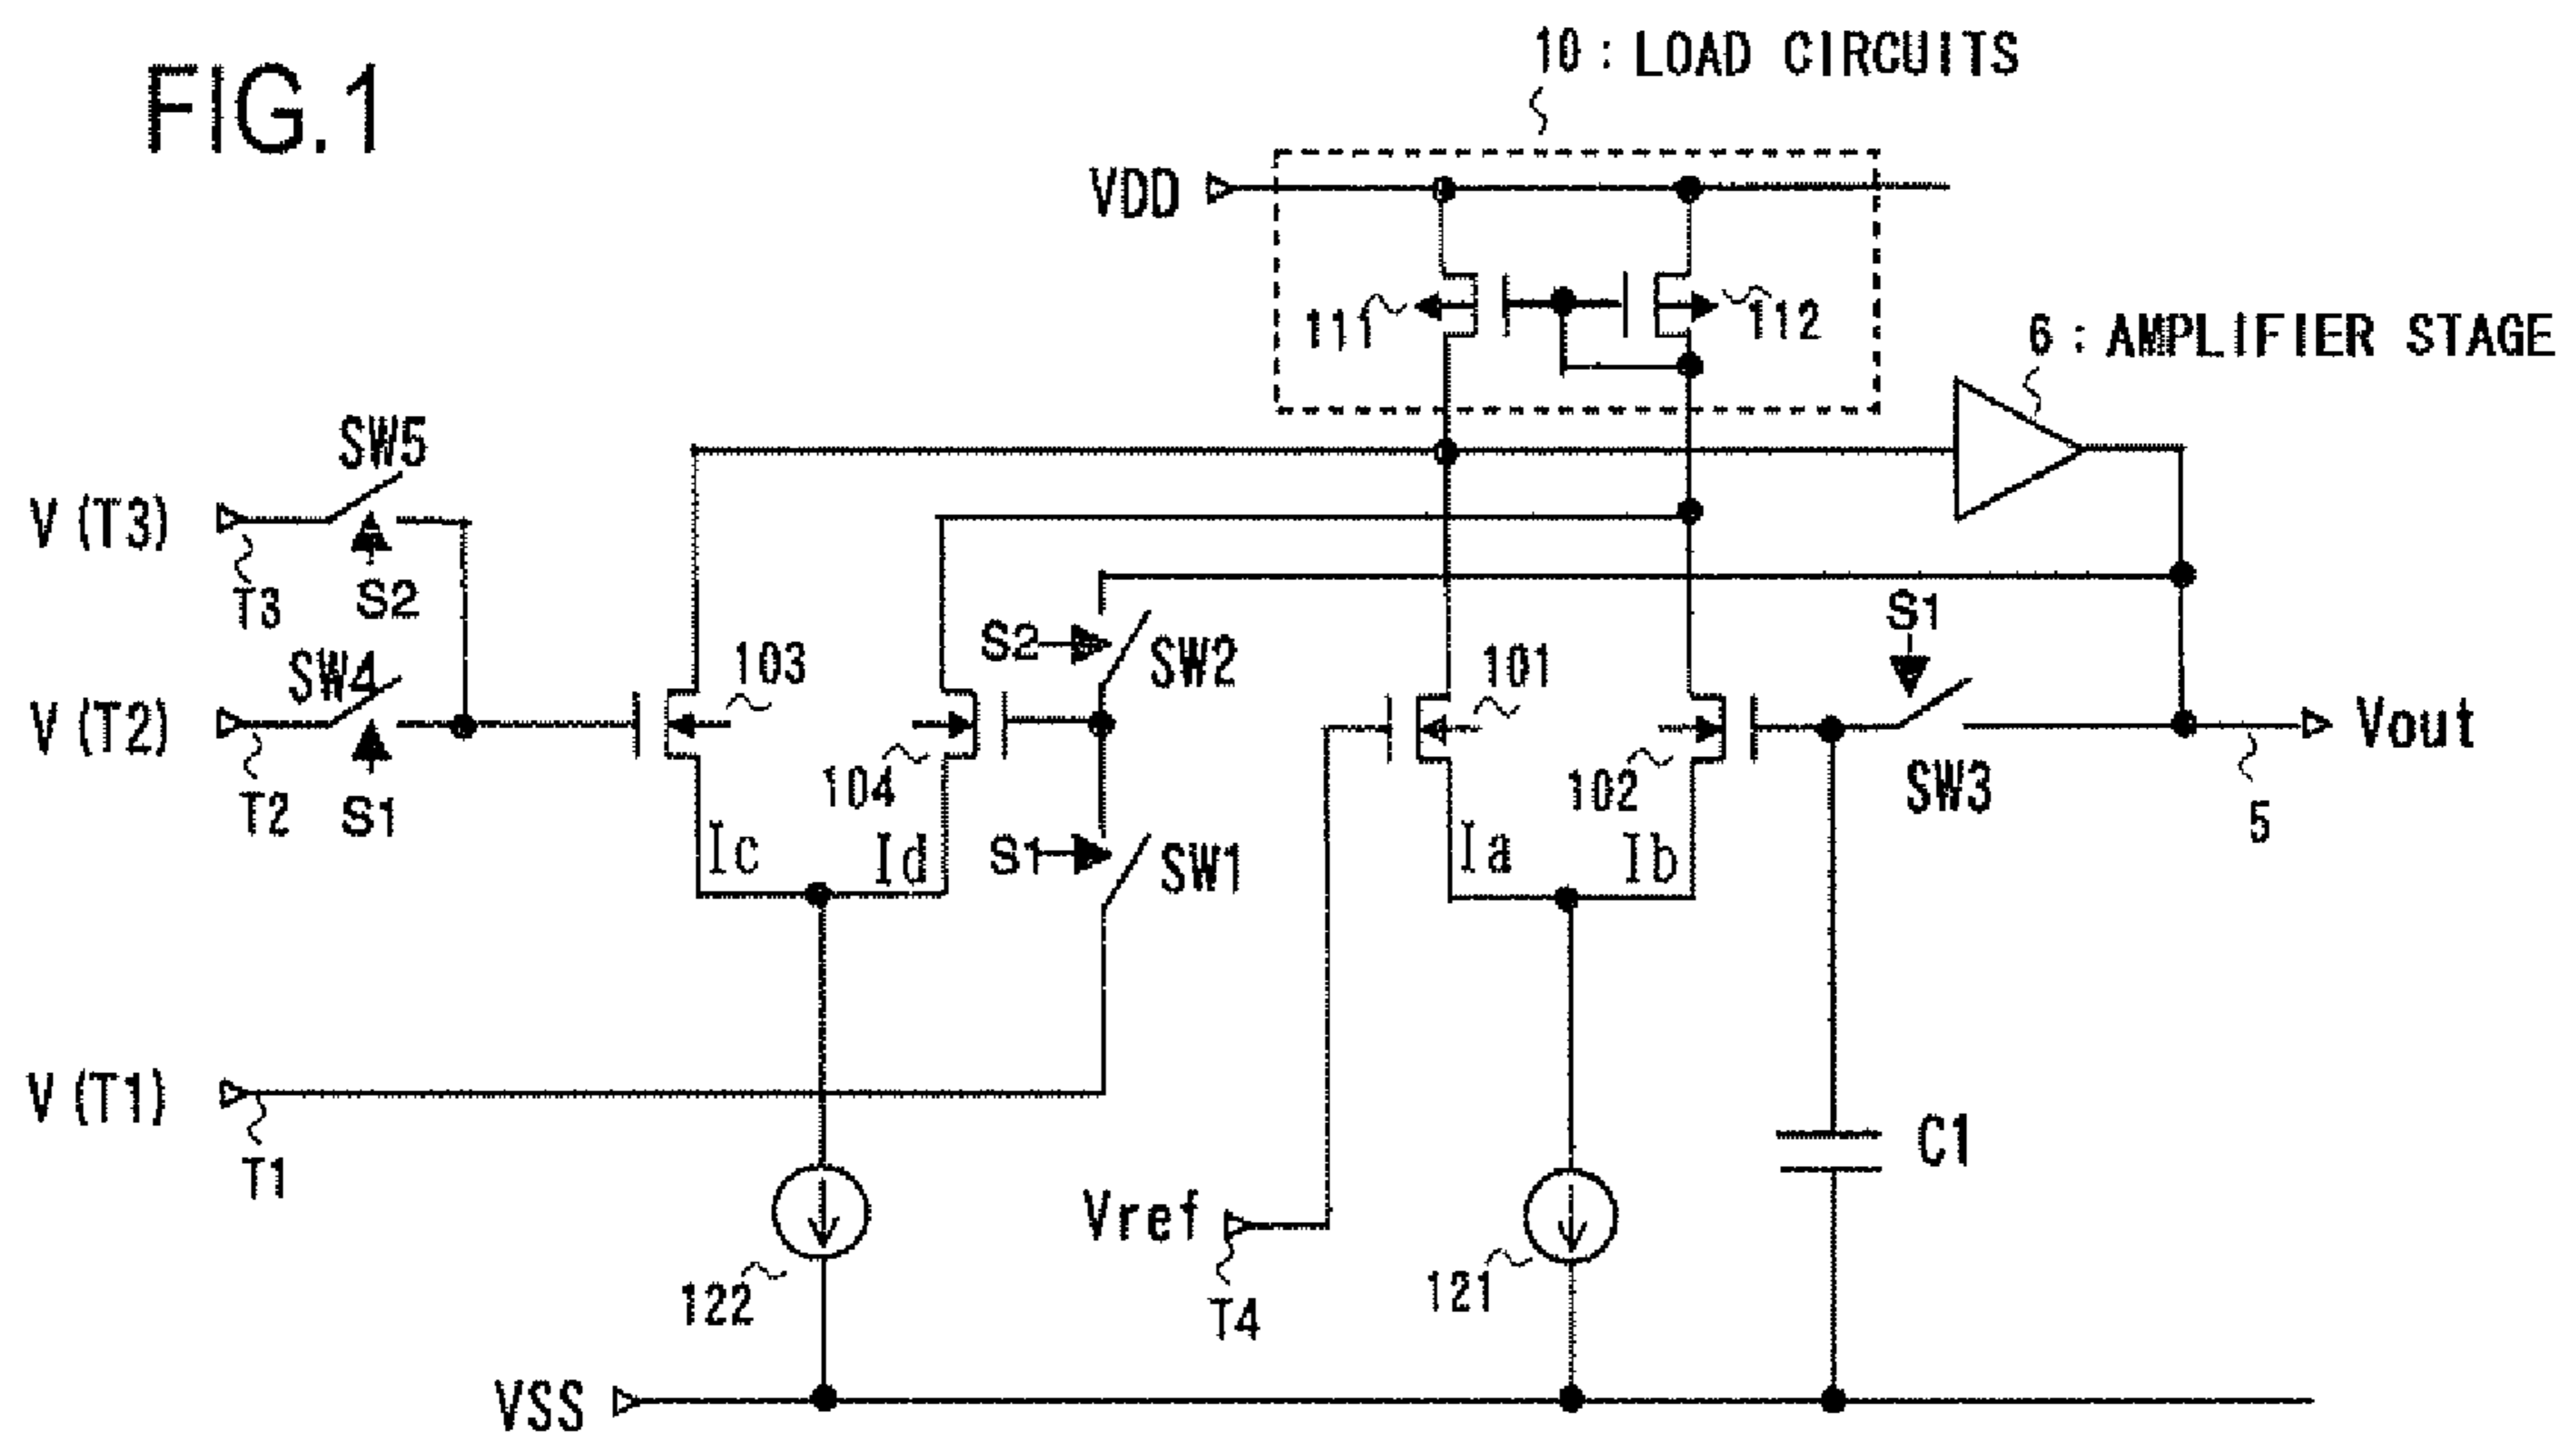 FIG.1
10 : LOAD CIRCUITS
VDD
111
112
6 : AMPLIFIER STAGE
SW5
V (T3)
T3
S2
SW4
V (T2)
T2
S1
103
104
S2
SW2
101
102
S1
SW3
Vout
5
Ic
Id
S1
SW1
Ia
Ib
V (T1)
T1
C1
Vref
T4
122
121
VSS